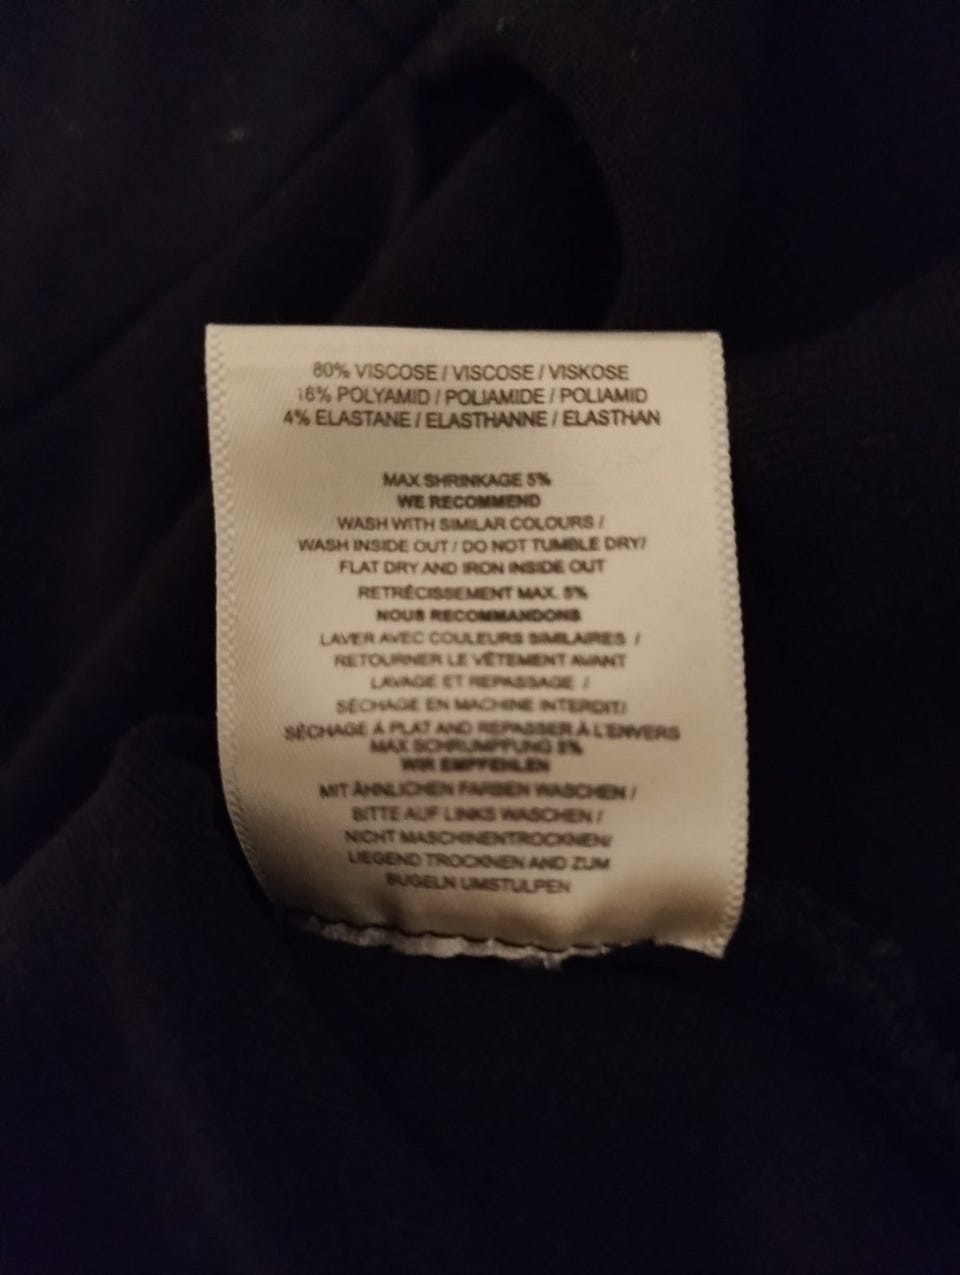 80% VISCOSE / VISCOSE / VISKOSE
16% POLYAMID / POLIAMIDE / POLIAMID
4% ELASTANE / ELASTHANNE / ELASTHAN
MAX SHRINKAGE 5%
WE RECOMMEND
WASH WITH SIMILAR COLOURS /
WASH INSIDE OUT / DO NOT TUMBLE DRY/
FLAT DRY AND IRON INSIDE OUT
RETRÉCISSEMENT MAX. 5%
NOUS RECOMMANDONS
LAVER AVEC COULEURS SIMILAIRES /
RETOURNER LE VÊTEMENT AVANT
LAVAGE ET REPASSAGE /
SÉCHAGE EN MACHINE INTERDIT/
SÉCHAGE À PLAT AND REPASSER À L'ENVERS
MAX SCHRUMPFUNG 5%
WIR EMPFEHLEN
MIT ÄHNLICHEN FARBEN WASCHEN /
BITTE AUF LINKS WASCHEN /
NICHT MASCHINENTROCKNEN/
LIEGEND TROCKNEN AND ZUM
BUGELN UMSTULPEN